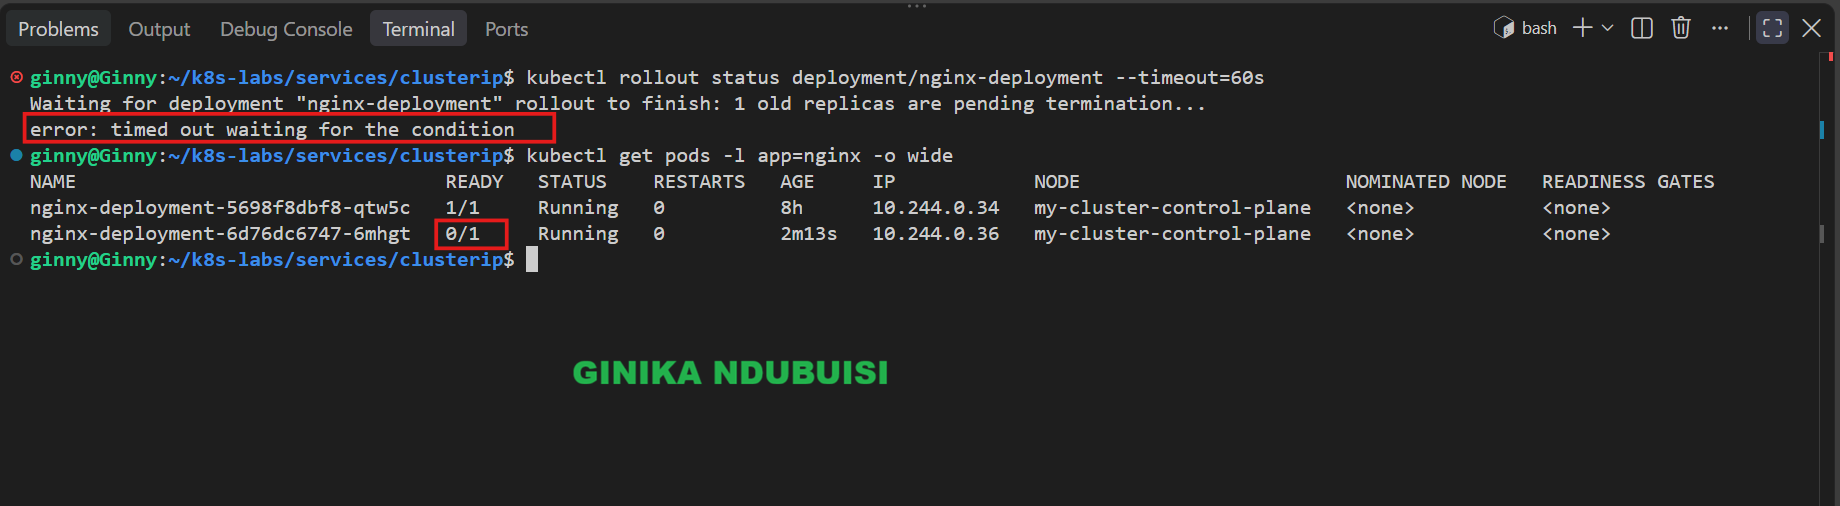 Problems Output Debug Console Terminal Ports bash
ginny@Ginny:~/k8s-labs/services/clusterip$ kubectl rollout status deployment/nginx-deployment --timeout=60s
Waiting for deployment "nginx-deployment" rollout to finish: 1 old replicas are pending termination...
error: timed out waiting for the condition
ginny@Ginny:~/k8s-labs/services/clusterip$ kubectl get pods -l app=nginx -o wide
NAME READY STATUS RESTARTS AGE IP NODE NOMINATED NODE READINESS GATES
nginx-deployment-5698f8dbf8-qtw5c 1/1 Running 0 8h 10.244.0.34 my-cluster-control-plane <none> <none>
nginx-deployment-6d76dc6747-6mhgt 0/1 Running 0 2m13s 10.244.0.36 my-cluster-control-plane <none> <none>
ginny@Ginny:~/k8s-labs/services/clusterip$
GINIKA NDUBUISI